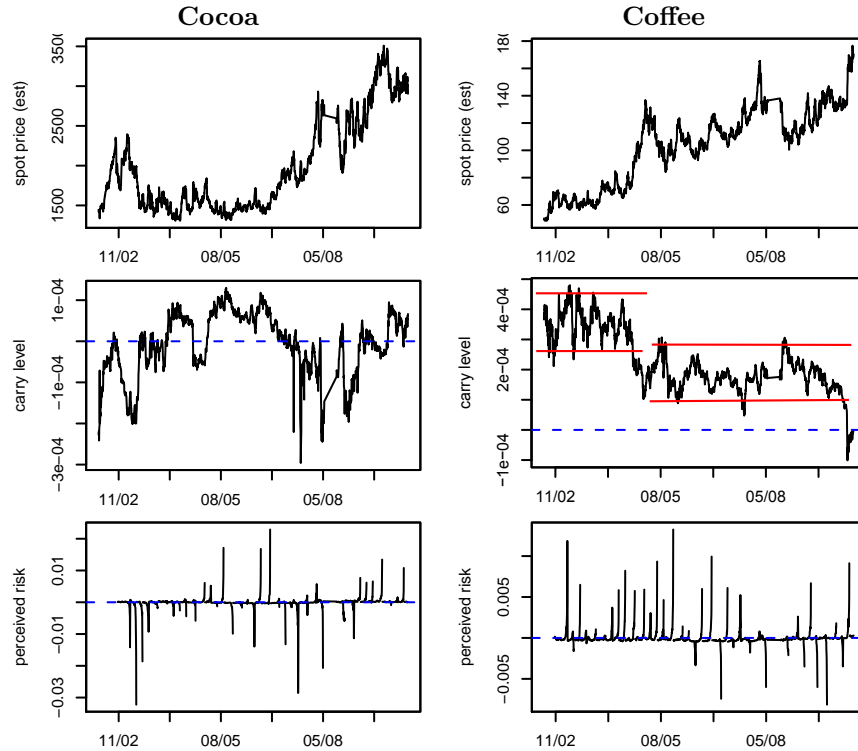 Cocoa
Coffee
spot price (est)
1500
2500
3500
11/02
08/05
05/08
spot price (est)
60
100
140
180
11/02
08/05
05/08
carry level
−3e−04
−1e−04
1e−04
11/02
08/05
05/08
carry level
−1e−04
2e−04
4e−04
11/02
08/05
05/08
perceived risk
−0.03
−0.01
0.01
11/02
08/05
05/08
perceived risk
−0.005
0.005
11/02
08/05
05/08